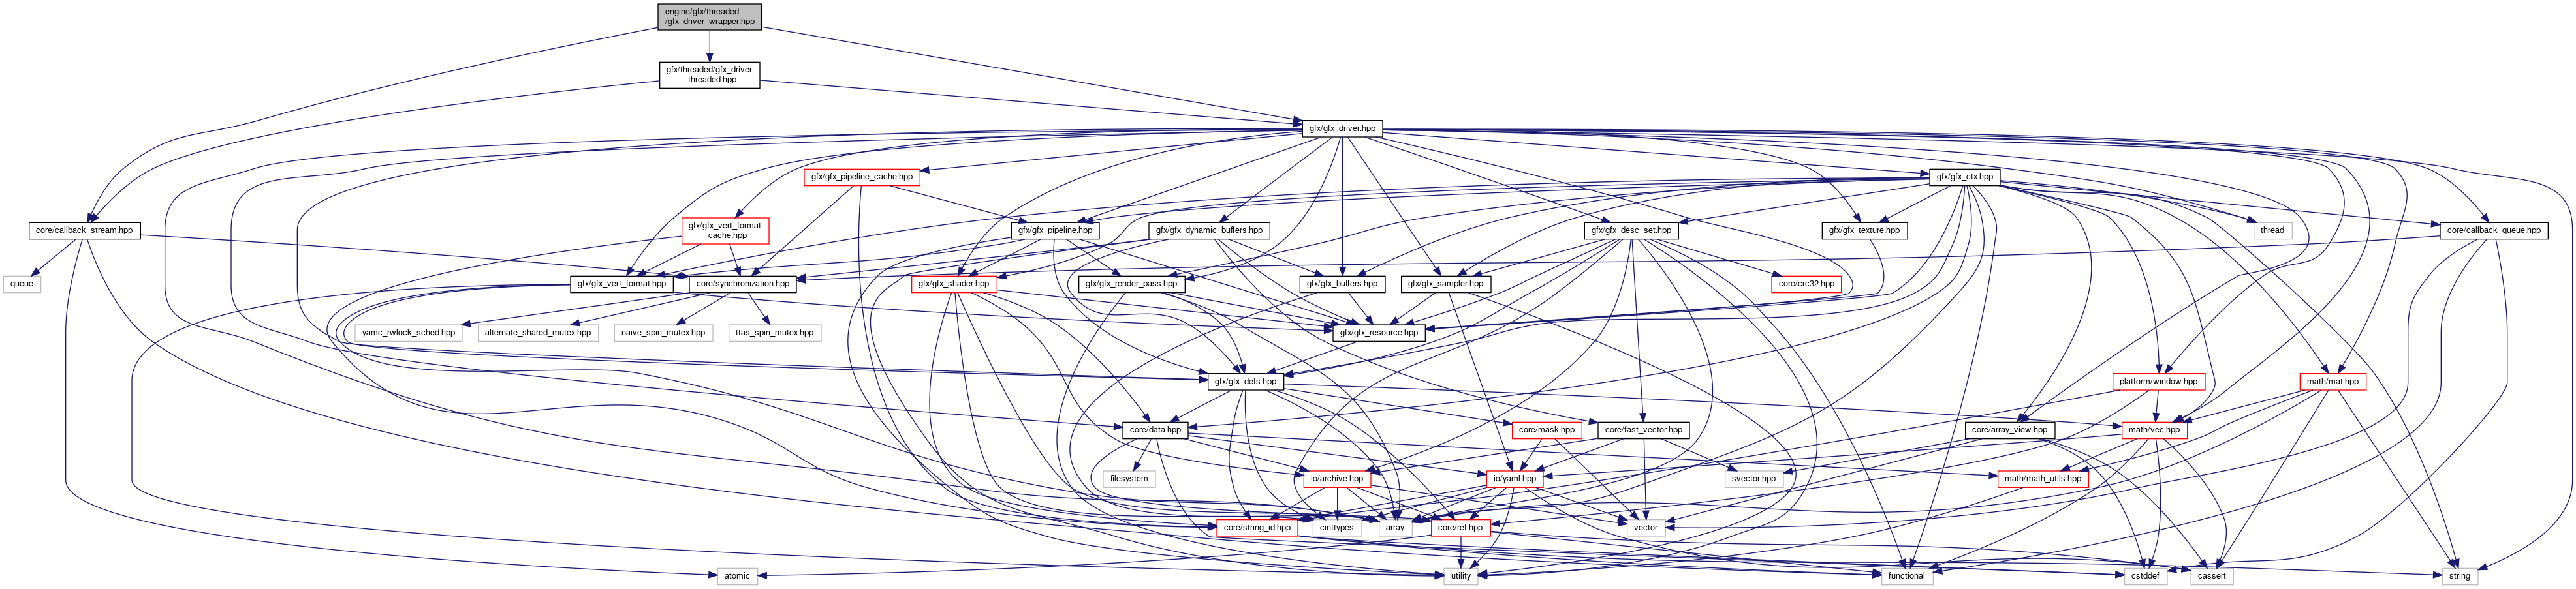 engine/gfx/threaded
/gfx_driver_wrapper.hpp
gfx/threaded/gfx_driver
_threaded.hpp
gfx/gfx_driver.hpp
gfx/gfx_pipeline_cache.hpp
gfx/gfx_ctx.hpp
core/callback_stream.hpp
gfx/gfx_vert_format
_cache.hpp
gfx/gfx_pipeline.hpp
gfx/gfx_dynamic_buffers.hpp
gfx/gfx_desc_set.hpp
gfx/gfx_texture.hpp
thread
core/callback_queue.hpp
queue
gfx/gfx_vert_format.hpp
core/synchronization.hpp
gfx/gfx_shader.hpp
gfx/gfx_render_pass.hpp
gfx/gfx_buffers.hpp
gfx/gfx_sampler.hpp
core/crc32.hpp
yamc_rwlock_sched.hpp
alternate_shared_mutex.hpp
naive_spin_mutex.hpp
ttas_spin_mutex.hpp
gfx/gfx_resource.hpp
gfx/gfx_defs.hpp
platform/window.hpp
math/mat.hpp
core/data.hpp
core/mask.hpp
core/fast_vector.hpp
core/array_view.hpp
math/vec.hpp
filesystem
io/archive.hpp
io/yaml.hpp
svector.hpp
math/math_utils.hpp
core/string_id.hpp
cinttypes
array
core/ref.hpp
vector
atomic
utility
functional
cstddef
cassert
string